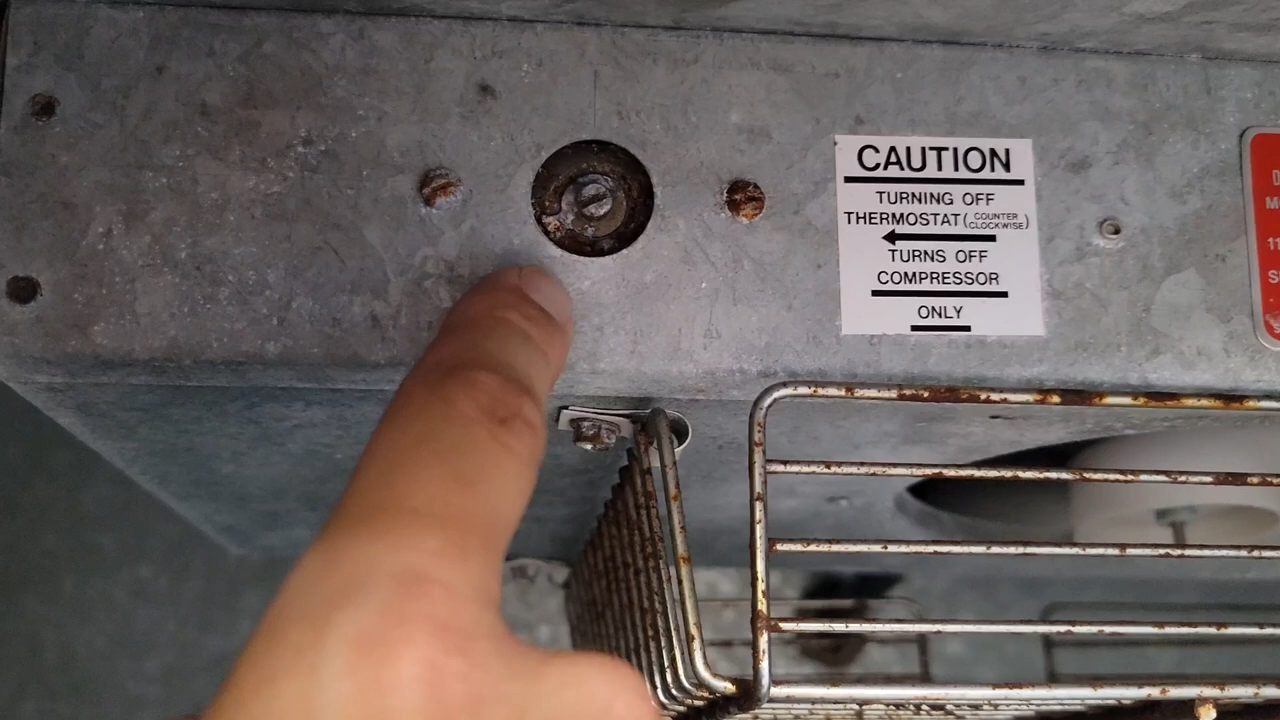 CAUTION
TURNING OFF
THERMOSTAT (COUNTER CLOCKWISE)
TURNS OFF
COMPRESSOR
ONLY